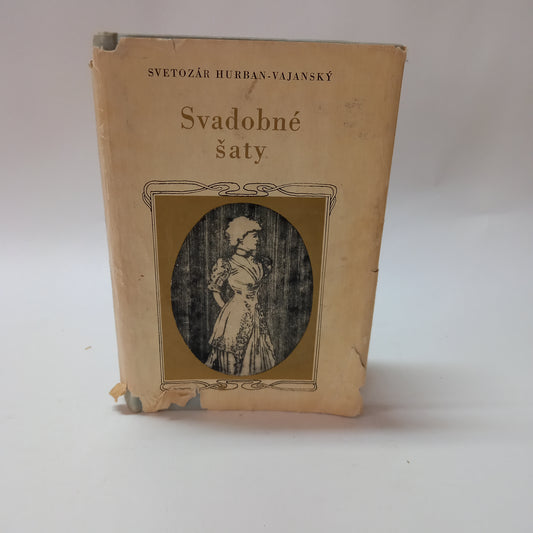 SVETOZÁR HURBAN-VAJANSKÝ
Svadobné
šaty